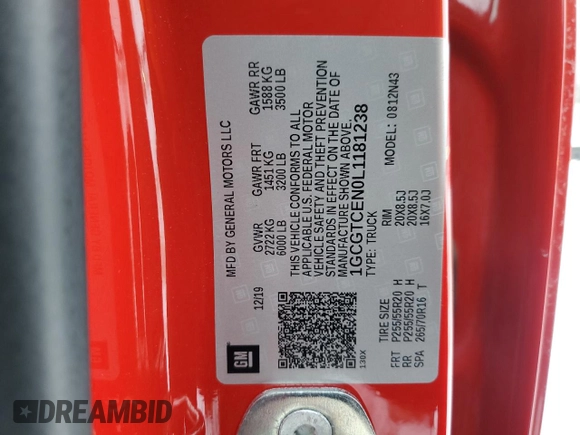 MFD BY GENERAL MOTORS LLC
12/19
GVWR GAWR FRT GAWR RR
2722 KG 1451 KG 1588 KG
6000 LB 3200 LB 3500 LB
THIS VEHICLE CONFORMS TO ALL
APPLICABLE U.S. FEDERAL MOTOR
VEHICLE SAFETY AND THEFT PREVENTION
STANDARDS IN EFFECT ON THE DATE OF
MANUFACTURE SHOWN ABOVE.
1GCGTCEN0L1181238
TYPE: TRUCK MODEL: 0812N43
GM
130X
TIRE SIZE RIM
FRT P255/55R20 H 20X8.5J
RR P255/55R20 H 20X8.5J
SPA 265/70R16 T 16X7.0J
DREAMBID